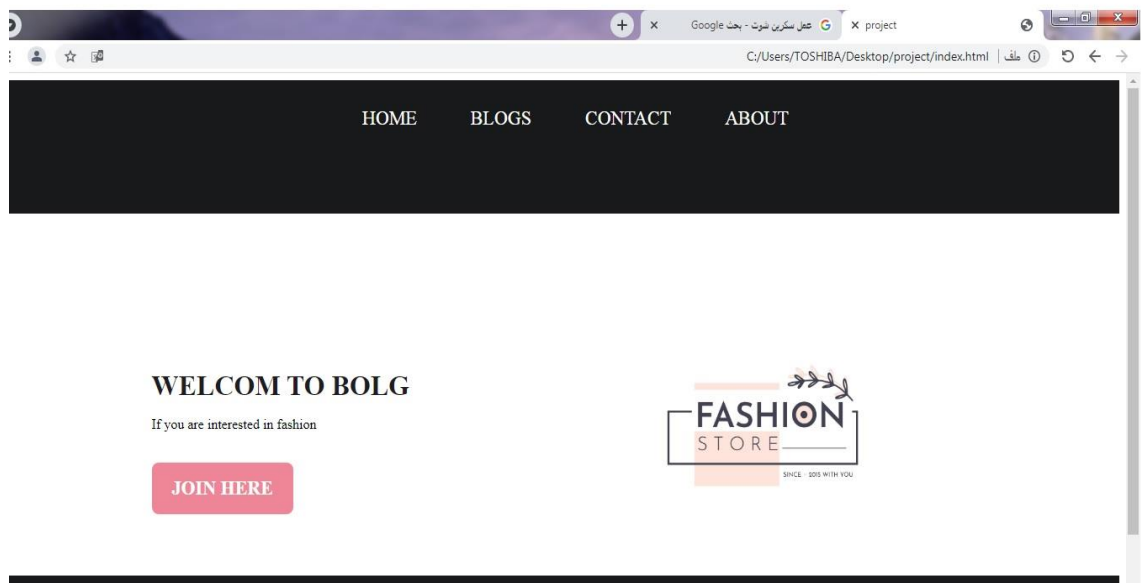 عمل سكرين شوت - بحث Google
project
C:/Users/TOSHIBA/Desktop/project/index.html | ملف
HOME BLOGS CONTACT ABOUT
WELCOM TO BOLG
If you are interested in fashion
JOIN HERE
FASHION
STORE
SINCE - 2015 WITH YOU